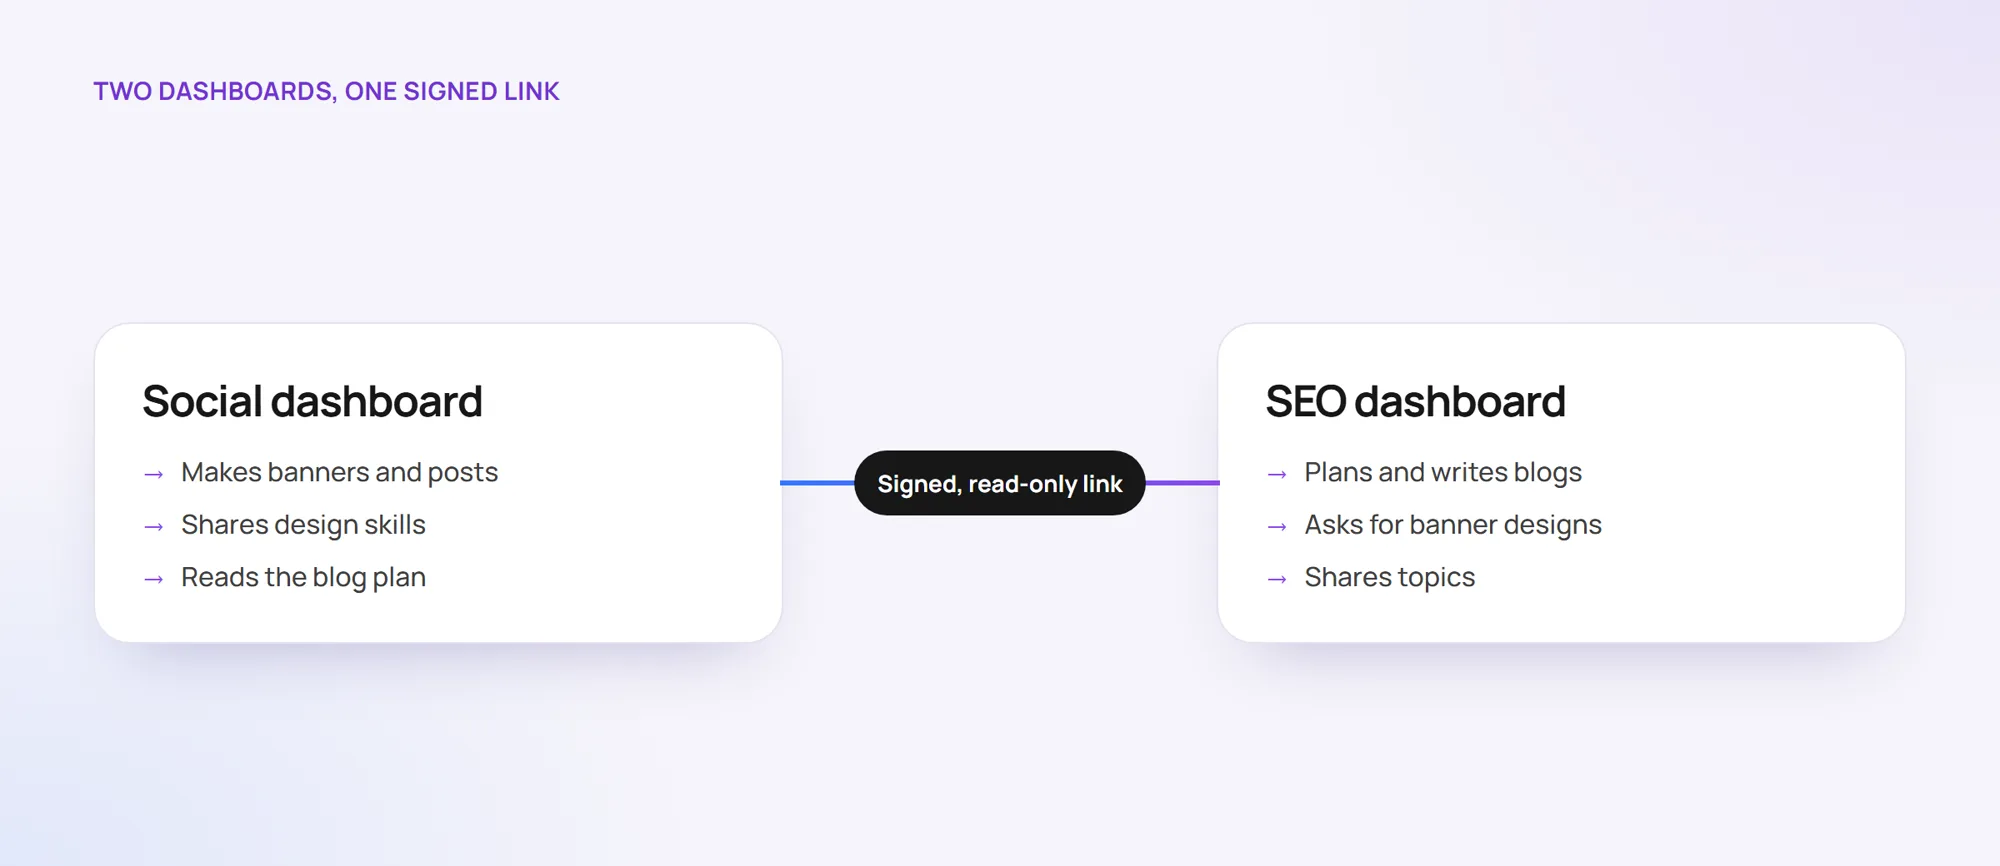 TWO DASHBOARDS, ONE SIGNED LINK
Social dashboard
→ Makes banners and posts
→ Shares design skills
→ Reads the blog plan
Signed, read-only link
SEO dashboard
→ Plans and writes blogs
→ Asks for banner designs
→ Shares topics